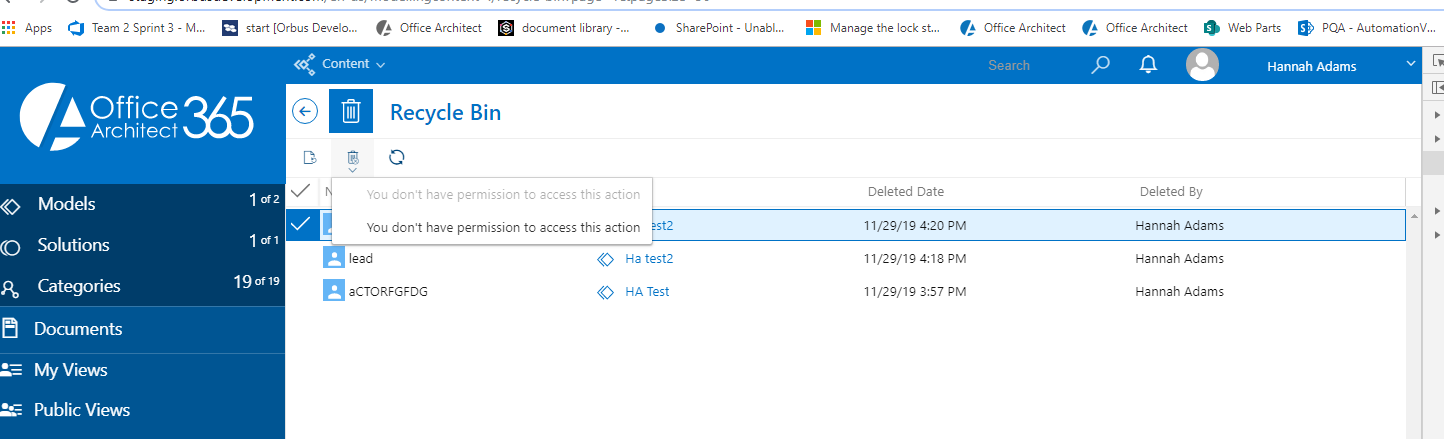 Apps Team 2 Sprint 3 - M... start [Orbus Develo... Office Architect document library -... SharePoint - Unabl... Manage the lock st... Office Architect Office Architect Web Parts PQA - AutomationV...
Content Search Hannah Adams
Office Architect 365
Recycle Bin
Deleted Date Deleted By
You don't have permission to access this action
You don't have permission to access this action
est2 11/29/19 4:20 PM Hannah Adams
lead Ha test2 11/29/19 4:18 PM Hannah Adams
aCTORFGFDG HA Test 11/29/19 3:57 PM Hannah Adams
Models 1 of 2
Solutions 1 of 1
Categories 19 of 19
Documents
My Views
Public Views